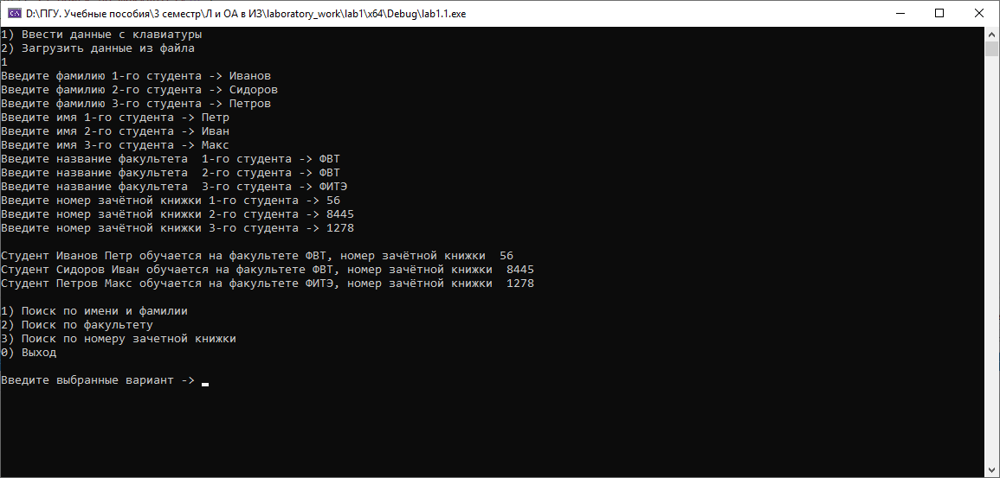 D:\ПГУ. Учебные пособия\3 семестр\Л и ОА в ИЗ\laboratory_work\lab1\x64\Debug\lab1.1.exe
1) Ввести данные с клавиатуры
2) Загрузить данные из файла
1
Введите фамилию 1-го студента -> Иванов
Введите фамилию 2-го студента -> Сидоров
Введите фамилию 3-го студента -> Петров
Введите имя 1-го студента -> Петр
Введите имя 2-го студента -> Иван
Введите имя 3-го студента -> Макс
Введите название факультета  1-го студента -> ФВТ
Введите название факультета  2-го студента -> ФВТ
Введите название факультета  3-го студента -> ФИТЭ
Введите номер зачётной книжки 1-го студента -> 56
Введите номер зачётной книжки 2-го студента -> 8445
Введите номер зачётной книжки 3-го студента -> 1278
Студент Иванов Петр обучается на факультете ФВТ, номер зачётной книжки  56
Студент Сидоров Иван обучается на факультете ФВТ, номер зачётной книжки  8445
Студент Петров Макс обучается на факультете ФИТЭ, номер зачётной книжки  1278
1) Поиск по имени и фамилии
2) Поиск по факультету
3) Поиск по номеру зачетной книжки
0) Выход
Введите выбранные вариант ->